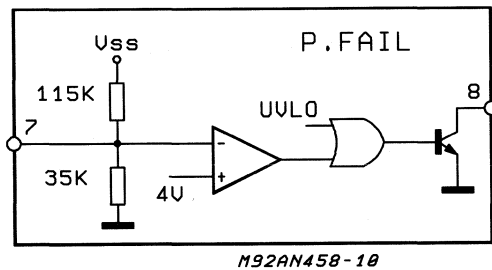 Vss
P.FAIL
115K
8
7
UVLO
-
35K
+
4V
M92AN458-10